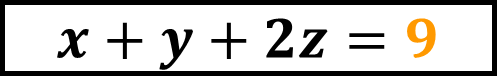 x + y + 2z = 9